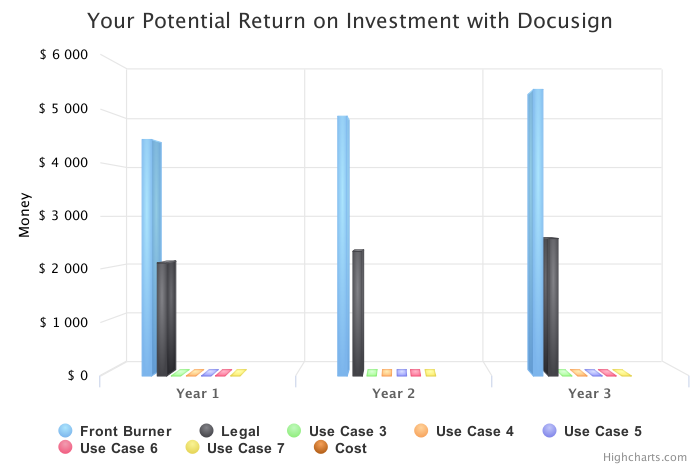 Your Potential Return on Investment with Docusign
$ 6 000
$ 5 000
$ 4 000
$ 3 000
$ 2 000
$ 1 000
$ 0
Money
Year 1 Year 2 Year 3
Front Burner Legal Use Case 3 Use Case 4 Use Case 5
Use Case 6 Use Case 7 Cost
Highcharts.com